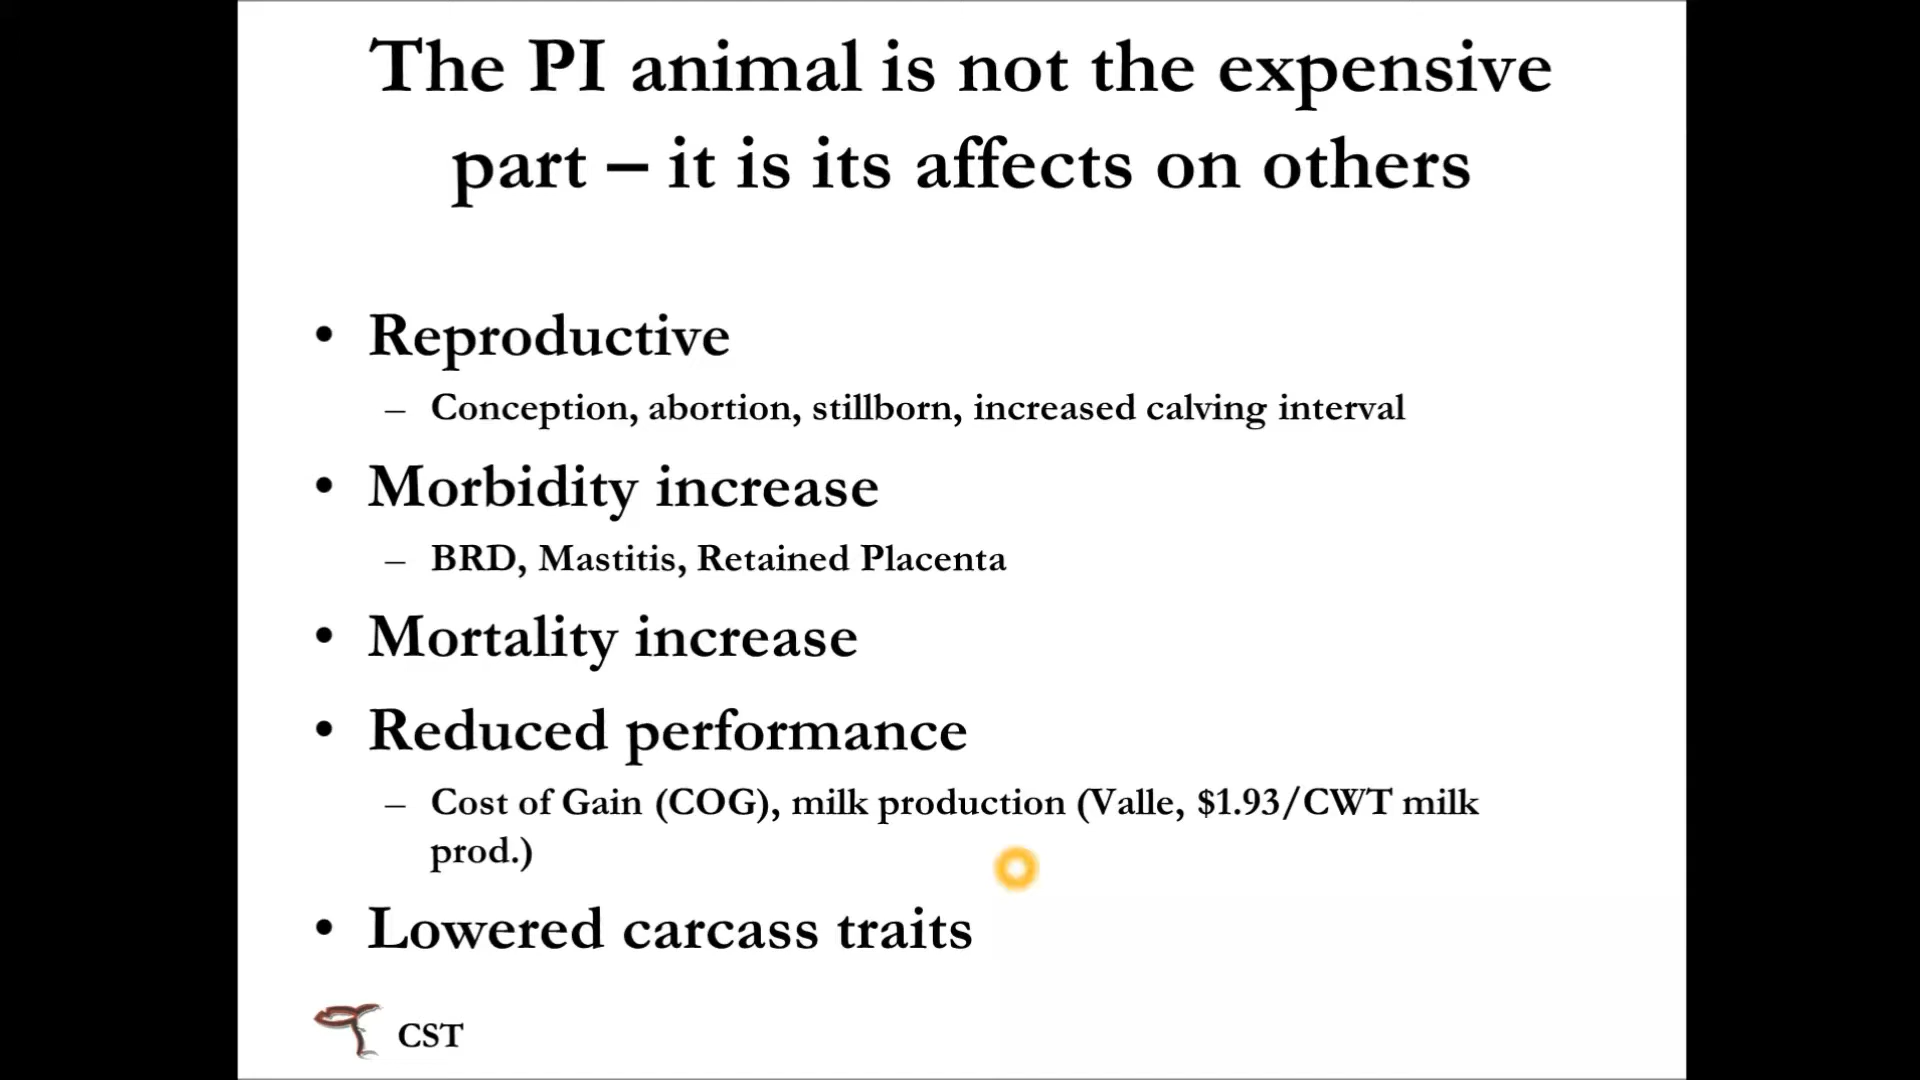 The PI animal is not the expensive
part – it is its affects on others
• Reproductive
– Conception, abortion, stillborn, increased calving interval
• Morbidity increase
– BRD, Mastitis, Retained Placenta
• Mortality increase
• Reduced performance
– Cost of Gain (COG), milk production (Valle, $1.93/CWT milk
prod.)
• Lowered carcass traits
CST